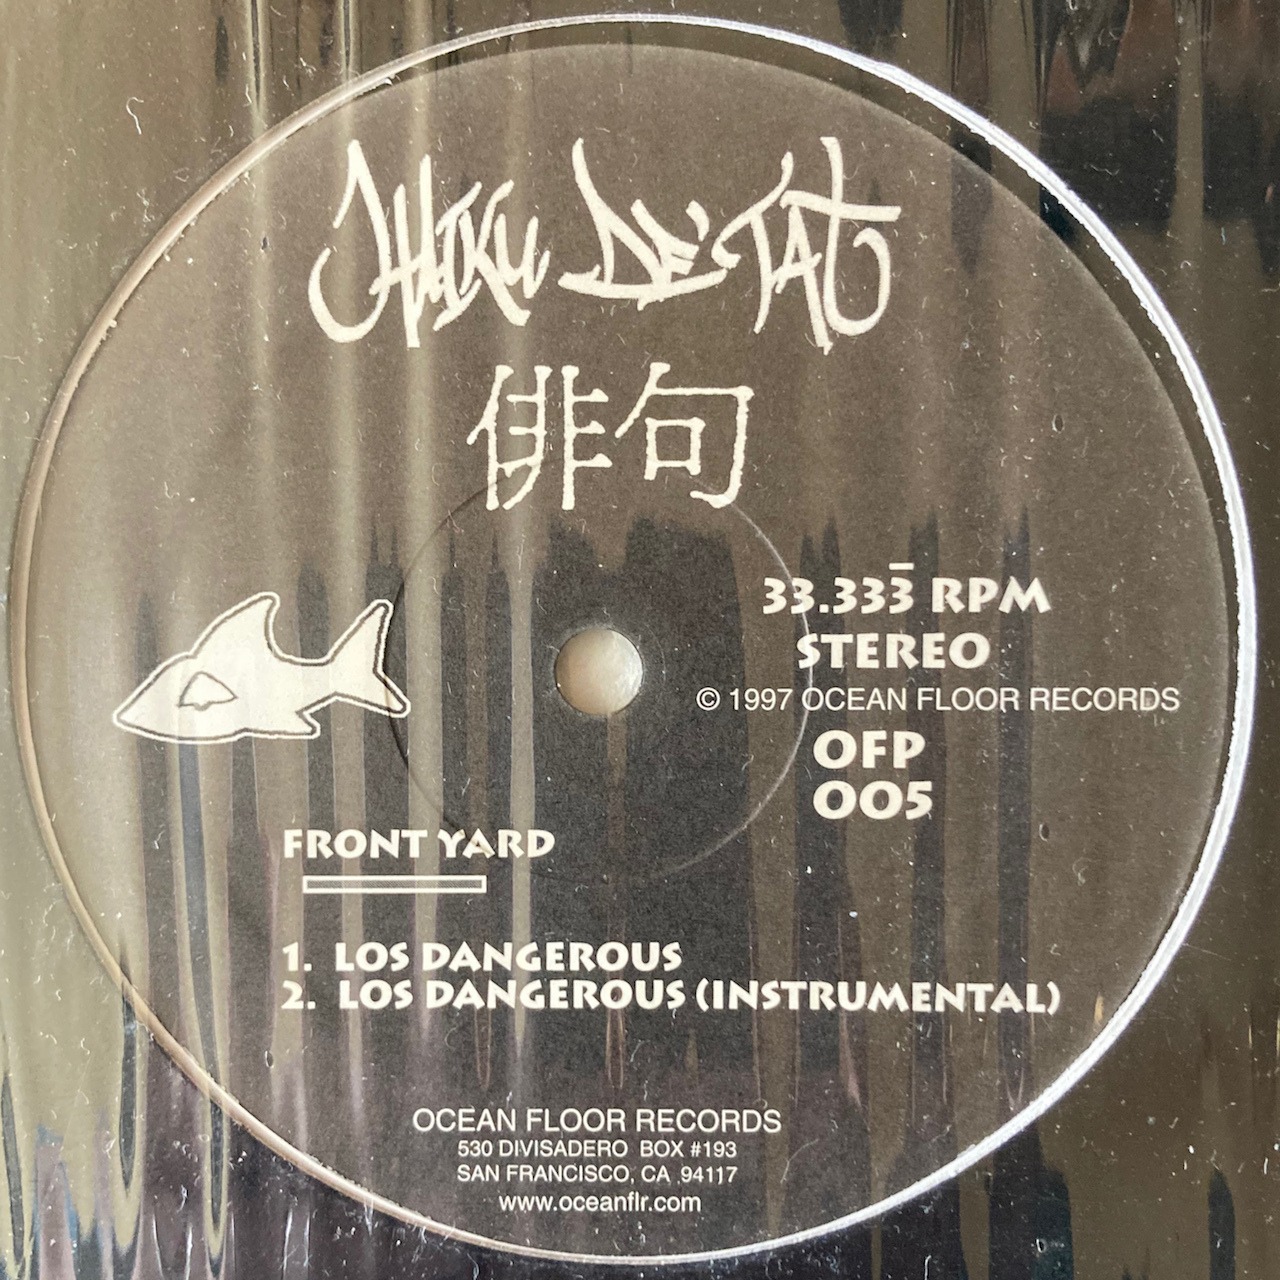 HAIKU DE'TAT
俳句
33.333̅ RPM
STEREO
© 1997 OCEAN FLOOR RECORDS
OFP
005
FRONT YARD
1. LOS DANGEROUS
2. LOS DANGEROUS (INSTRUMENTAL)
OCEAN FLOOR RECORDS
530 DIVISADERO BOX #193
SAN FRANCISCO, CA 94117
www.oceanflr.com